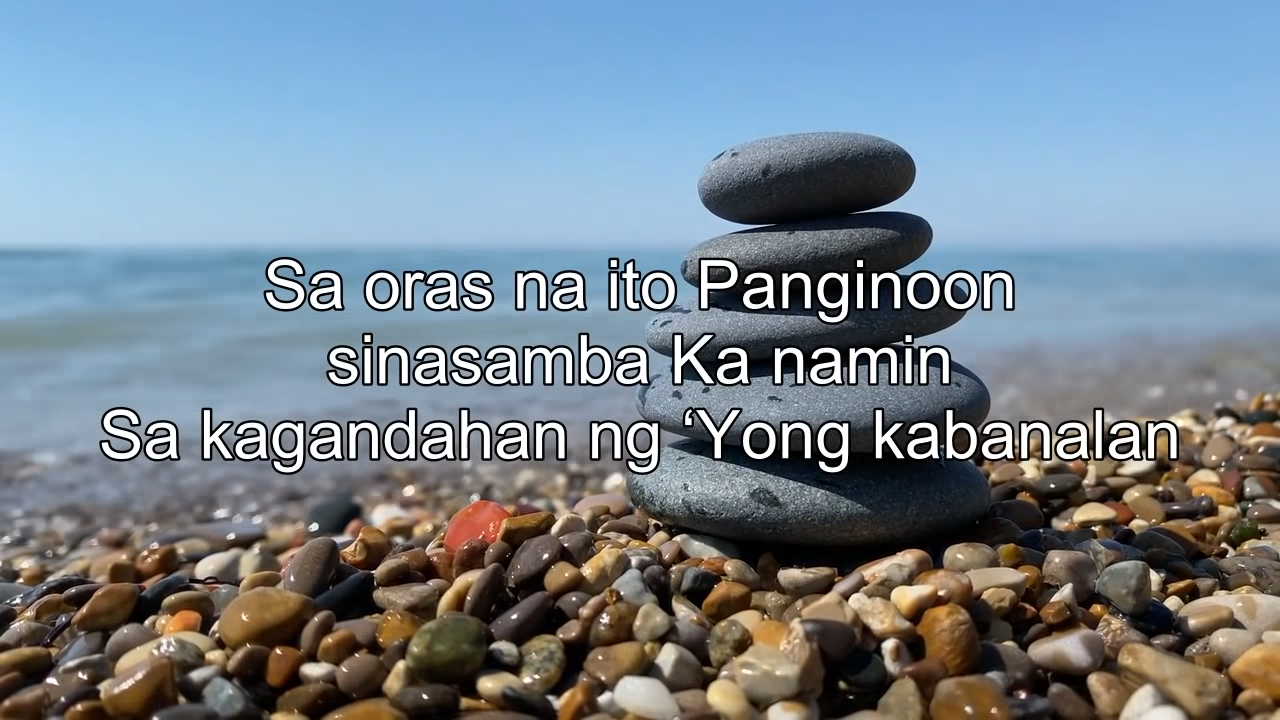 Sa oras na ito Panginoon
sinasamba Ka namin
Sa kagandahan ng ‘Yong kabanalan